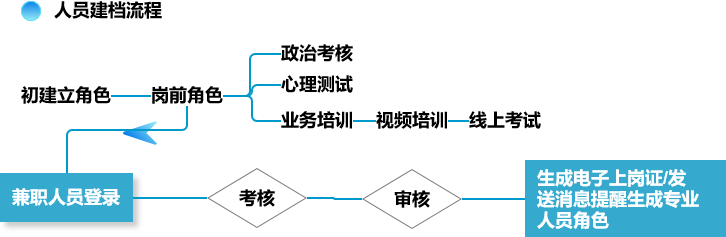 人员建档流程
政治考核
心理测试
初建立角色 岗前角色
业务培训 视频培训 线上考试
兼职人员登录
考核
审核
生成电子上岗证/发
送消息提醒生成专业
人员角色